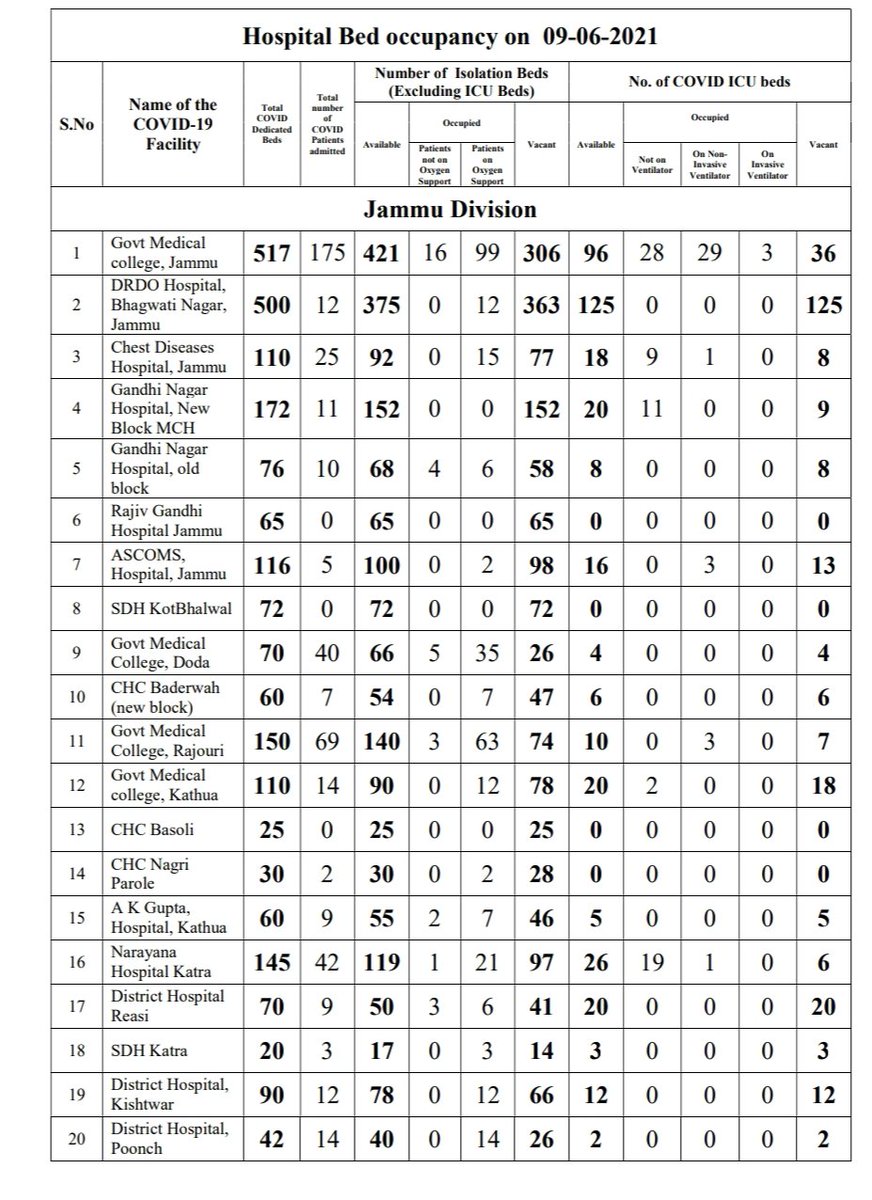 Hospital Bed occupancy on 09-06-2021
S.No
Name of the
COVID-19
Facility
Total
COVID
Dedicated
Beds
Total
number
of
COVID
Patients
admitted
Number of Isolation Beds
(Excluding ICU Beds)
No. of COVID ICU beds
Available
Occupied
Patients
not on
Oxygen
Support
Patients
on
Oxygen
Support
Vacant
Available
Occupied
Not on
Ventilator
On Non-
Invasive
Ventilator
On
Invasive
Ventilator
Vacant
Jammu Division
1 Govt Medical
college, Jammu 517 175 421 16 99 306 96 28 29 3 36
2 DRDO Hospital,
Bhagwati Nagar,
Jammu 500 12 375 0 12 363 125 0 0 0 125
3 Chest Diseases
Hospital, Jammu 110 25 92 0 15 77 18 9 1 0 8
4 Gandhi Nagar
Hospital, New
Block MCH 172 11 152 0 0 152 20 11 0 0 9
5 Gandhi Nagar
Hospital, old
block 76 10 68 4 6 58 8 0 0 0 8
6 Rajiv Gandhi
Hospital Jammu 65 0 65 0 0 65 0 0 0 0 0
7 ASCOMS,
Hospital, Jammu 116 5 100 0 2 98 16 0 3 0 13
8 SDH KotBhalwal 72 0 72 0 0 72 0 0 0 0 0
9 Govt Medical
College, Doda 70 40 66 5 35 26 4 0 0 0 4
10 CHC Baderwah
(new block) 60 7 54 0 7 47 6 0 0 0 6
11 Govt Medical
College, Rajouri 150 69 140 3 63 74 10 0 3 0 7
12 Govt Medical
college, Kathua 110 14 90 0 12 78 20 2 0 0 18
13 CHC Basoli 25 0 25 0 0 25 0 0 0 0 0
14 CHC Nagri
Parole 30 2 30 0 2 28 0 0 0 0 0
15 A K Gupta,
Hospital, Kathua 60 9 55 2 7 46 5 0 0 0 5
16 Narayana
Hospital Katra 145 42 119 1 21 97 26 19 1 0 6
17 District Hospital
Reasi 70 9 50 3 6 41 20 0 0 0 20
18 SDH Katra 20 3 17 0 3 14 3 0 0 0 3
19 District Hospital,
Kishtwar 90 12 78 0 12 66 12 0 0 0 12
20 District Hospital,
Poonch 42 14 40 0 14 26 2 0 0 0 2